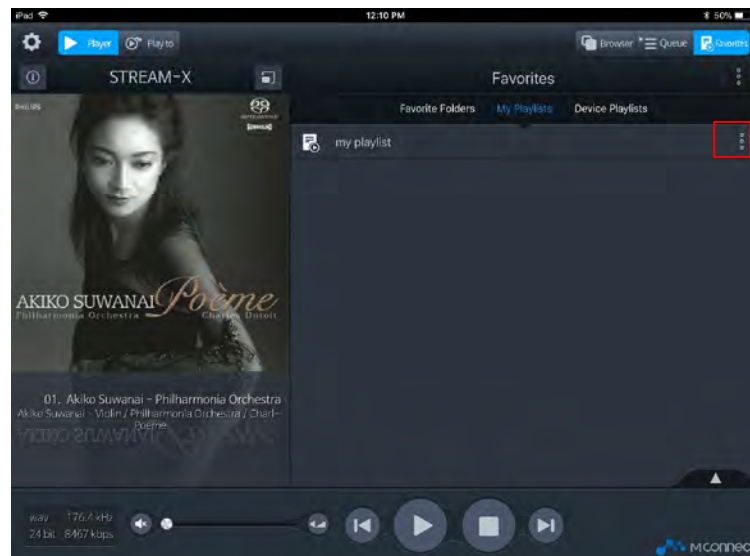 iPad 12:10 PM 50%
Player Play to Browser Queue Favorites
STREAM-X Favorites
Favorite Folders My Playlists Device Playlists
PHILIPS
my playlist
AKIKO SUWANAI Poème
Philharmonia Orchestra Charles Dutoit
01. Akiko Suwanai – Philharmonia Orchestra
Akiko Suwanai - Violin / Philharmonia Orchestra / Charl--
Poème
wav 176.4 kHz
24 bit 8467 kbps
MCONNEC